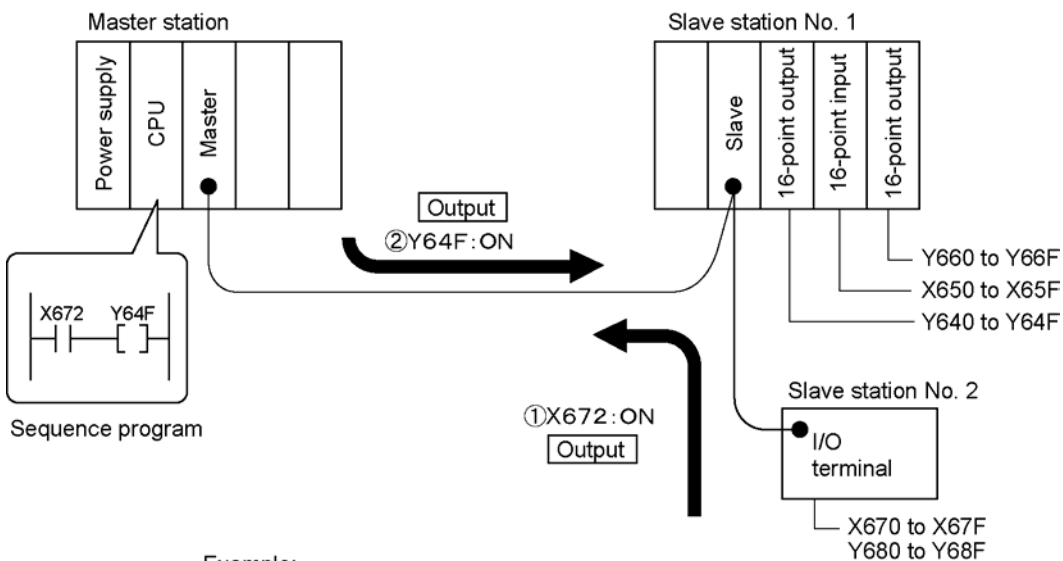 Master station
Slave station No. 1
Power supply
CPU
Master
Slave
16-point output
16-point input
16-point output
Output
②Y64F:ON
Y660 to Y66F
X650 to X65F
Y640 to Y64F
X672 Y64F
Sequence program
①X672:ON
Output
Slave station No. 2
I/O
terminal
X670 to X67F
Y680 to Y68F